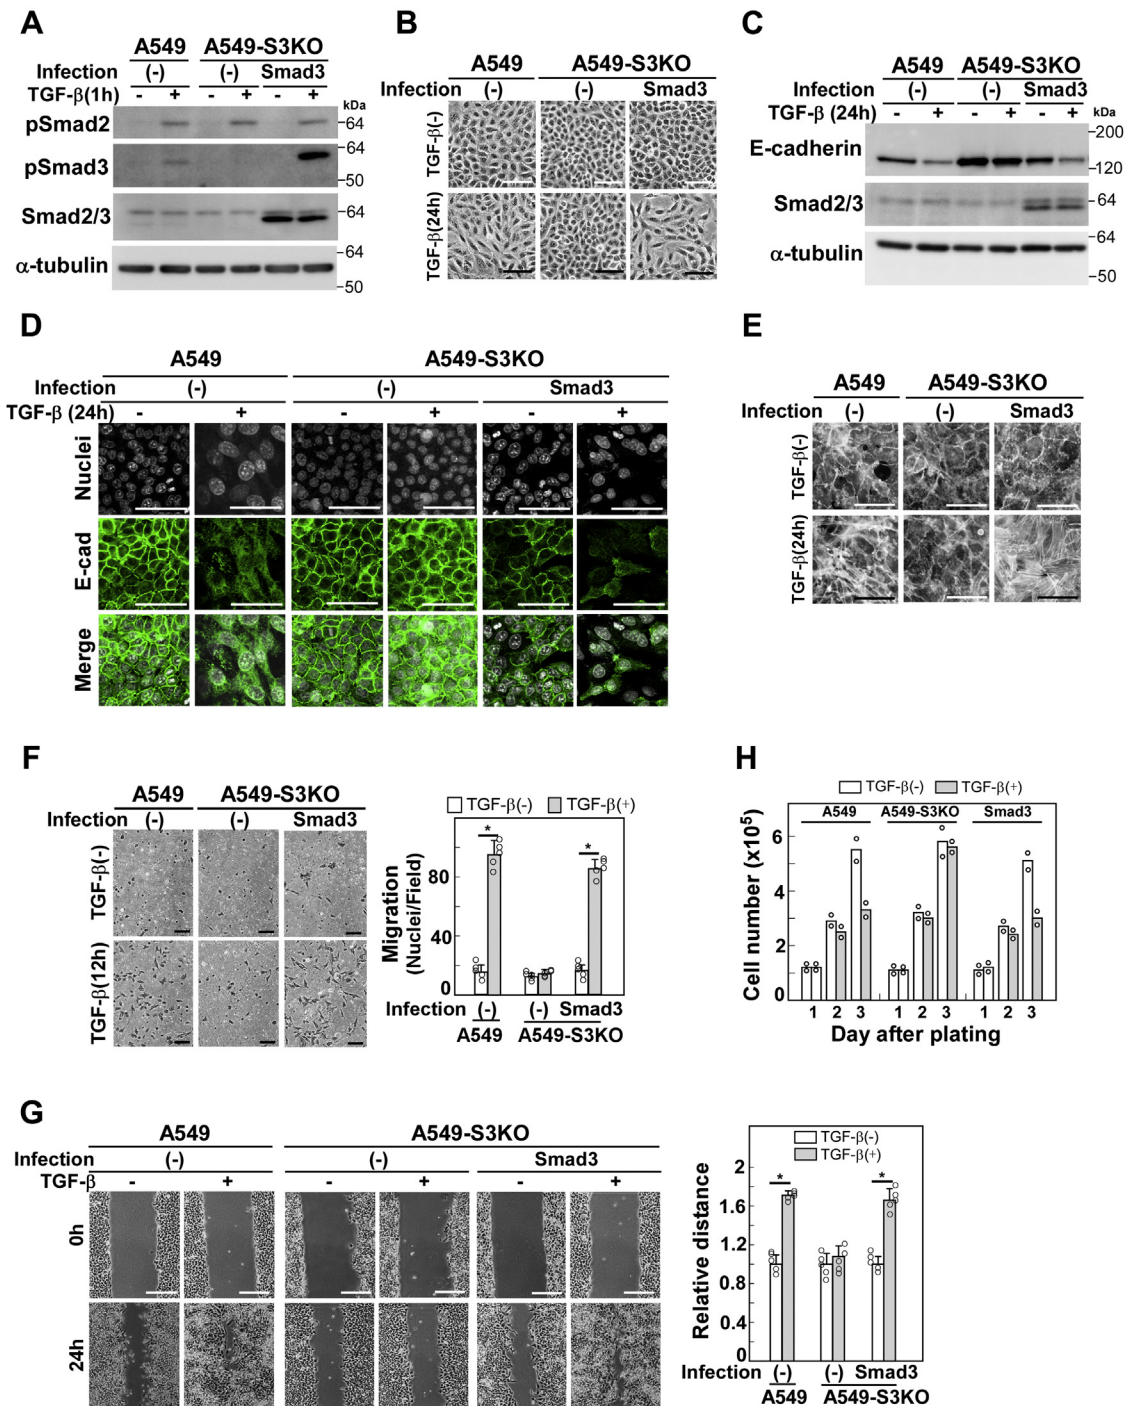 A
A549 A549-S3KO
Infection (-) (-) Smad3
TGF-β(1h) - + - + - +
kDa
pSmad2 64
64
pSmad3
50
Smad2/3 64
64
α-tubulin
50
B
A549 A549-S3KO
Infection (-) (-) Smad3
TGF-β(-)
TGF-β(24h)
C
A549 A549-S3KO
Infection (-) (-) Smad3
TGF-β (24h) - + - + - + kDa
200
E-cadherin
120
Smad2/3 64
64
α-tubulin
50
D
A549 A549-S3KO
Infection (-) (-) Smad3
TGF-β (24h) - + - + - +
Nuclei
E-cad
Merge
E
A549 A549-S3KO
Infection (-) (-) Smad3
TGF-β(-)
TGF-β(24h)
F
A549 A549-S3KO
Infection (-) (-) Smad3
TGF-β(-)
TGF-β(12h)
TGF-β(-) TGF-β(+)
* *
Migration
(Nuclei/Field)
80
40
0
Infection (-) (-) Smad3
A549 A549-S3KO
H
TGF-β(-) TGF-β(+)
A549 A549-S3KO Smad3
Cell number (x10⁵)
6
4
2
0
1 2 3 1 2 3 1 2 3
Day after plating
G
A549 A549-S3KO
Infection (-) (-) Smad3
TGF-β - + - + - +
0h
24h
TGF-β(-)
TGF-β(+)
* *
Relative distance
2
1.6
1.2
0.8
0.4
0
Infection (-) (-) Smad3
A549 A549-S3KO